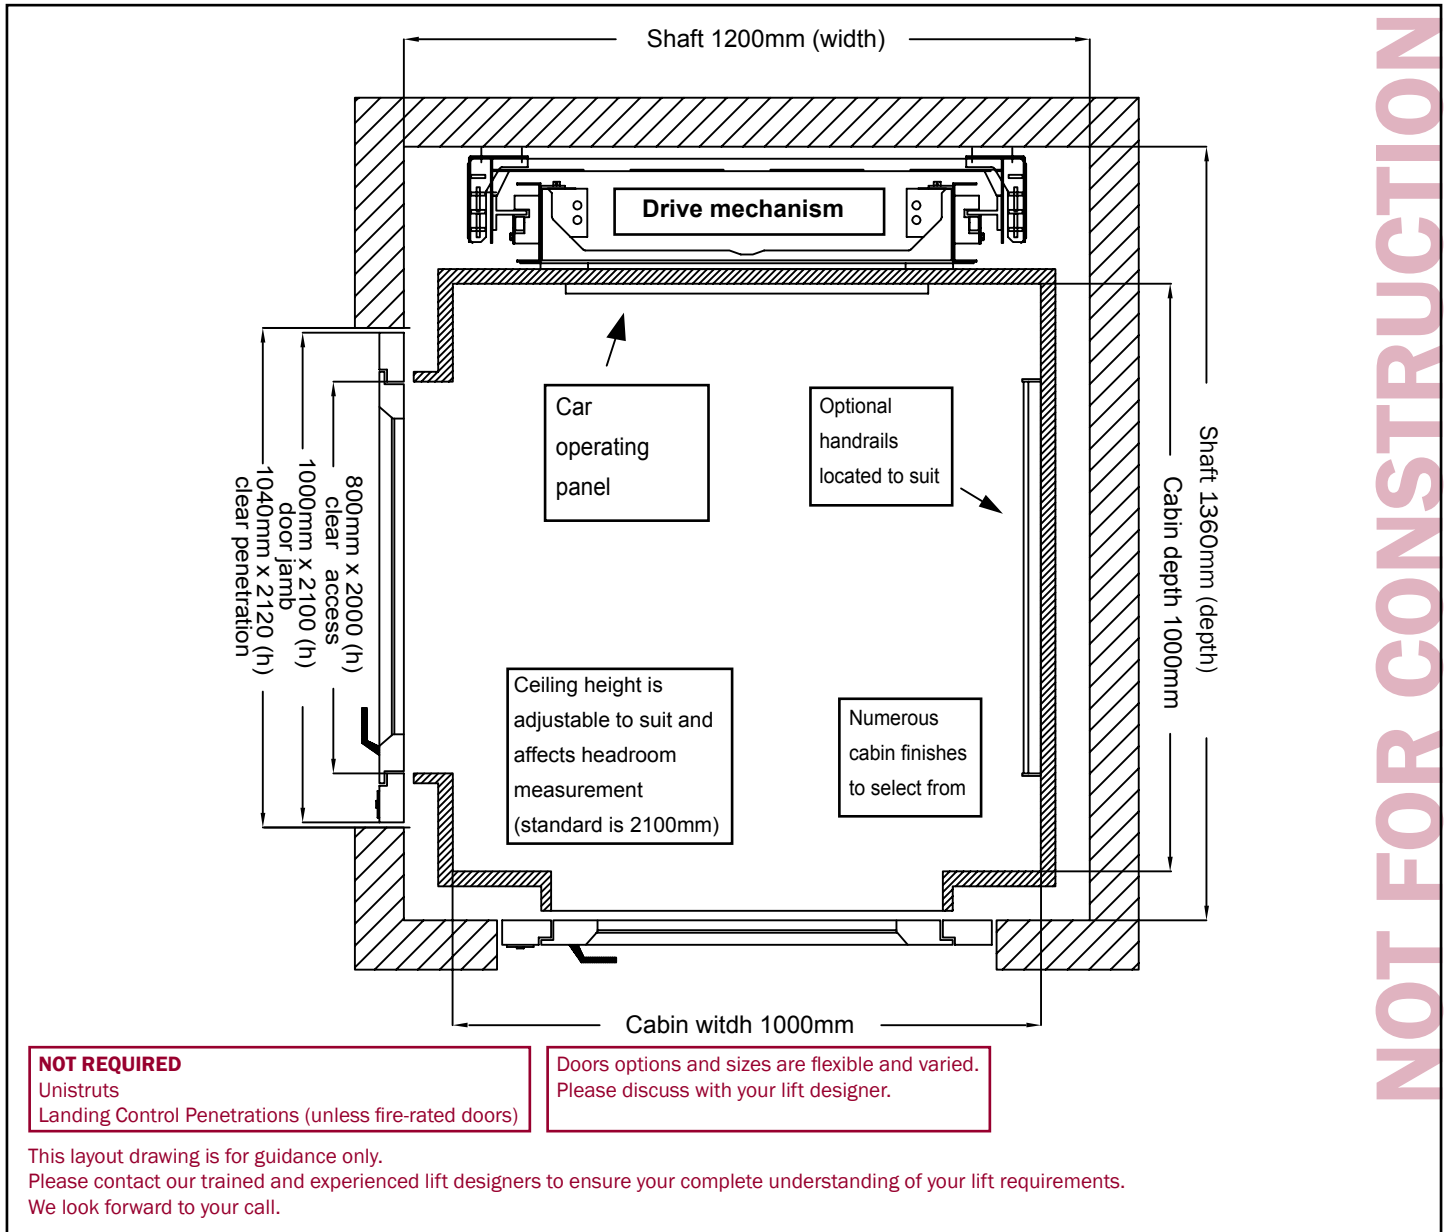 Shaft 1200mm (width)
NOT FOR CONSTRUCTION
Drive mechanism
Car
operating
panel
Optional
handrails
located to suit
Shaft 1360mm (depth)
Cabin depth 1000mm
800mm x 2000 (h)
clear access
1000mm x 2100 (h)
door jamb
1040mm x 2120 (h)
clear penetration
Ceiling height is
adjustable to suit and
affects headroom
measurement
(standard is 2100mm)
Numerous
cabin finishes
to select from
Cabin witdh 1000mm
NOT REQUIRED
Unistruts
Landing Control Penetrations (unless fire-rated doors)
Doors options and sizes are flexible and varied.
Please discuss with your lift designer.
This layout drawing is for guidance only.
Please contact our trained and experienced lift designers to ensure your complete understanding of your lift requirements.
We look forward to your call.